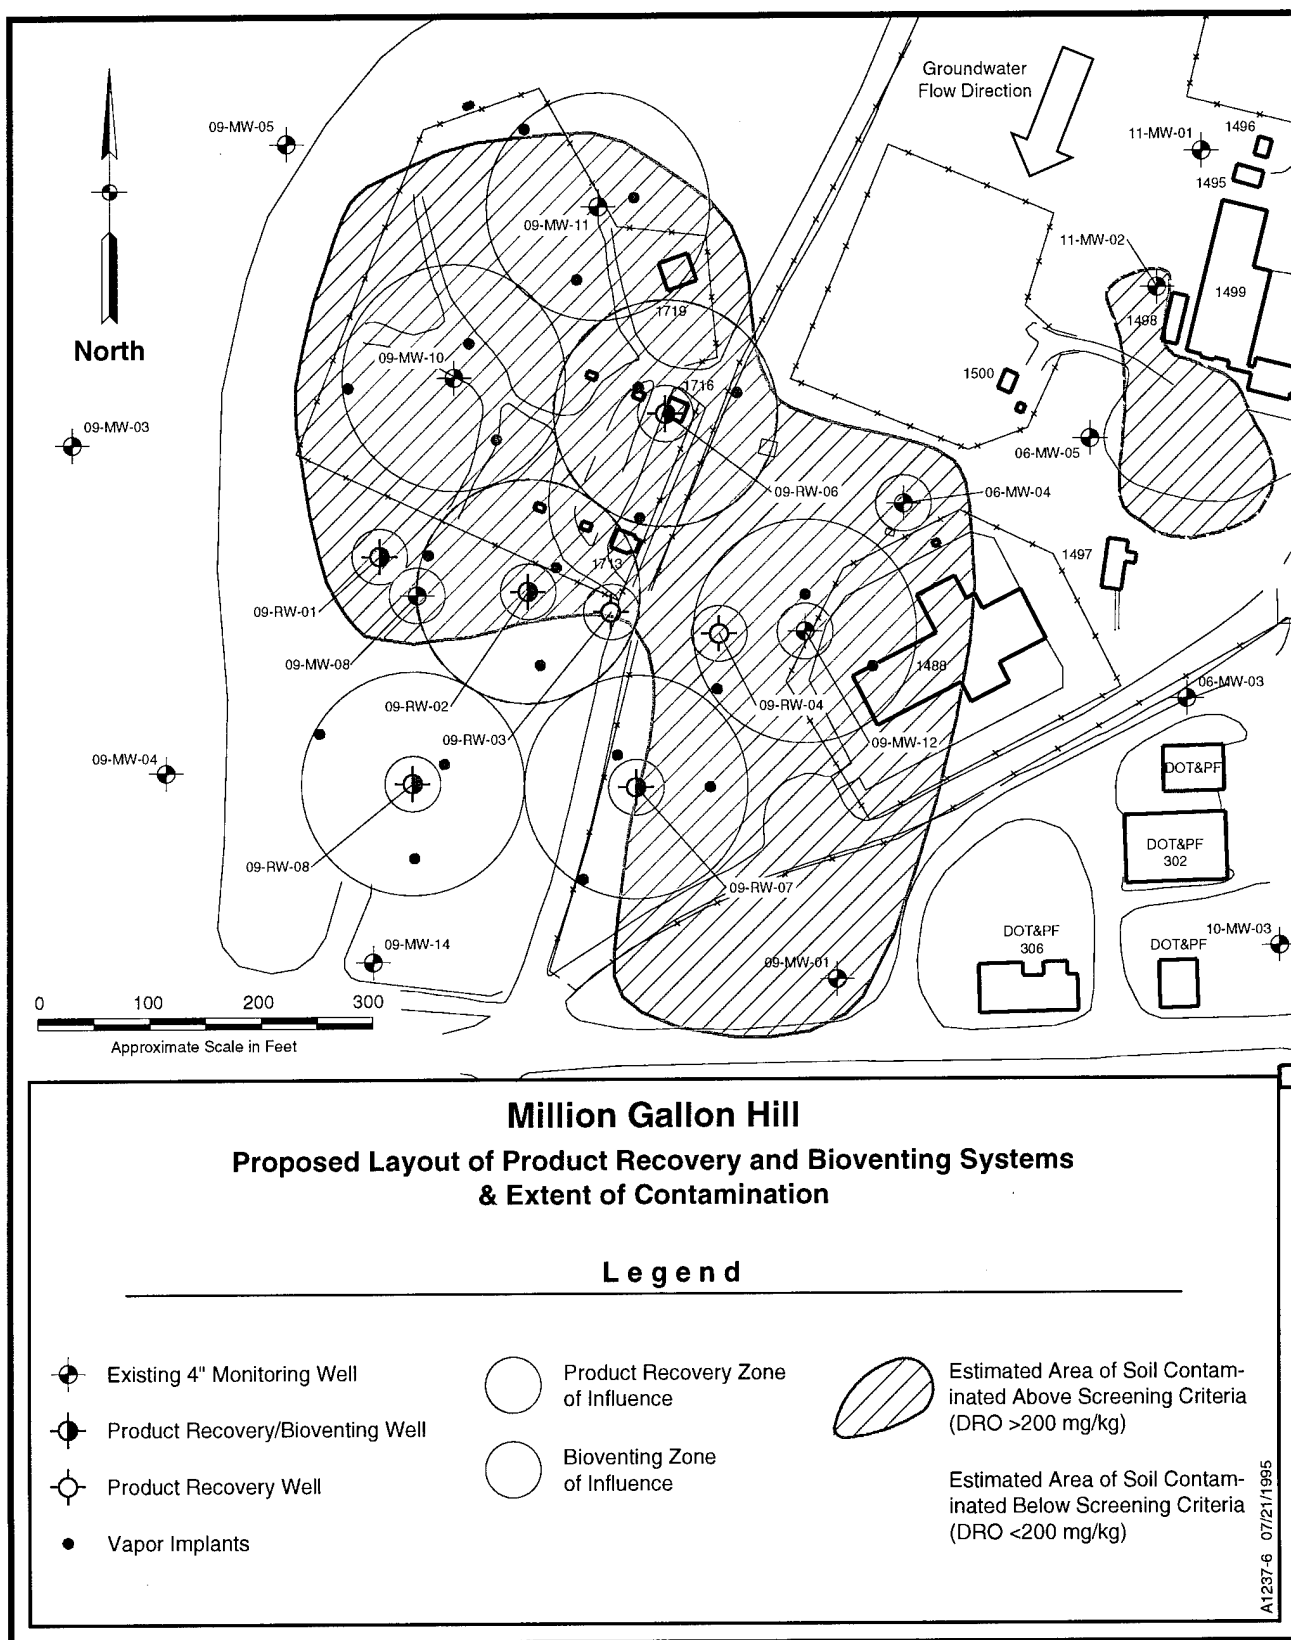 Groundwater
Flow Direction
09-MW-05
11-MW-01
1496
1495
09-MW-11
11-MW-02
1499
1498
1719
North
09-MW-10
1716
1500
09-MW-03
06-MW-05
09-RW-06
06-MW-04
1713
1497
09-RW-01
09-MW-08
1488
09-RW-02
09-RW-04
06-MW-03
09-RW-03
09-MW-12
09-MW-04
DOT&PF
DOT&PF
302
09-RW-08
09-RW-07
DOT&PF
306
DOT&PF
10-MW-03
09-MW-14
09-MW-01
0 100 200 300
Approximate Scale in Feet
Million Gallon Hill
Proposed Layout of Product Recovery and Bioventing Systems
& Extent of Contamination
Legend
Existing 4" Monitoring Well
Product Recovery/Bioventing Well
Product Recovery Well
Vapor Implants
Product Recovery Zone
of Influence
Bioventing Zone
of Influence
Estimated Area of Soil Contam-
inated Above Screening Criteria
(DRO >200 mg/kg)
Estimated Area of Soil Contam-
inated Below Screening Criteria
(DRO <200 mg/kg)
A1237-6 07/21/1995